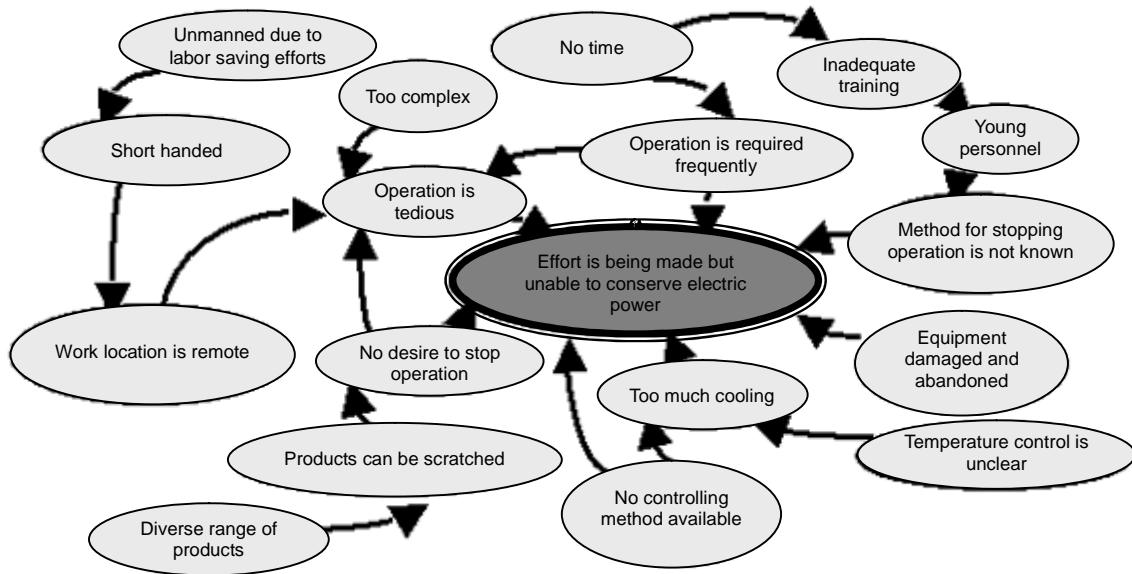 Unmanned due to
labor saving efforts
No time
Inadequate
training
Too complex
Short handed
Operation is required
frequently
Young
personnel
Operation is
tedious
Method for stopping
operation is not known
Effort is being made but
unable to conserve electric
power
Work location is remote
No desire to stop
operation
Equipment
damaged and
abandoned
Too much cooling
Products can be scratched
Temperature control is
unclear
No controlling
method available
Diverse range of
products